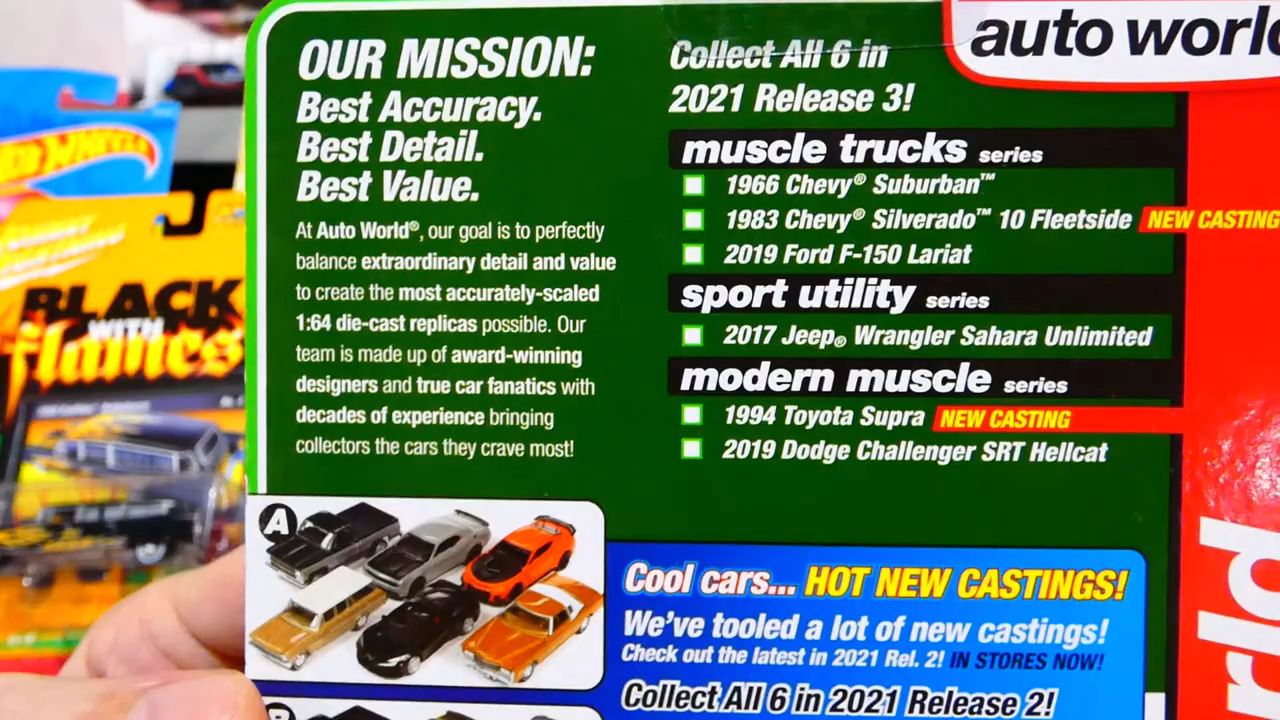 OUR MISSION:
Best Accuracy.
Best Detail.
Best Value.
At Auto World®, our goal is to perfectly
balance extraordinary detail and value
to create the most accurately-scaled
1:64 die-cast replicas possible. Our
team is made up of award-winning
designers and true car fanatics with
decades of experience bringing
collectors the cars they crave most!
A
Collect All 6 in
2021 Release 3!
muscle trucks series
1966 Chevy® Suburban™
1983 Chevy® Silverado™ 10 Fleetside NEW CASTING
2019 Ford F-150 Lariat
sport utility series
2017 Jeep® Wrangler Sahara Unlimited
modern muscle series
1994 Toyota Supra NEW CASTING
2019 Dodge Challenger SRT Hellcat
Cool cars... HOT NEW CASTINGS!
We've tooled a lot of new castings!
Check out the latest in 2021 Rel. 2! IN STORES NOW!
Collect All 6 in 2021 Release 2!
auto world
WHEELS
BLACK
WITH
flames